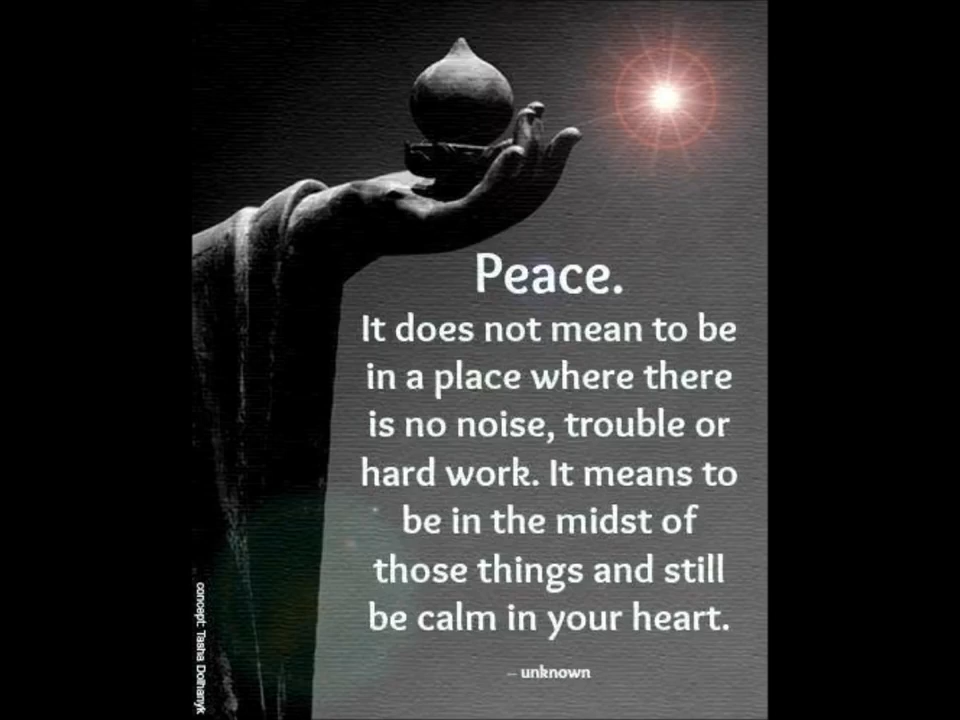 Peace.
It does not mean to be
in a place where there
is no noise, trouble or
hard work. It means to
be in the midst of
those things and still
be calm in your heart.
– unknown
concept: Tasha Dolhanyk